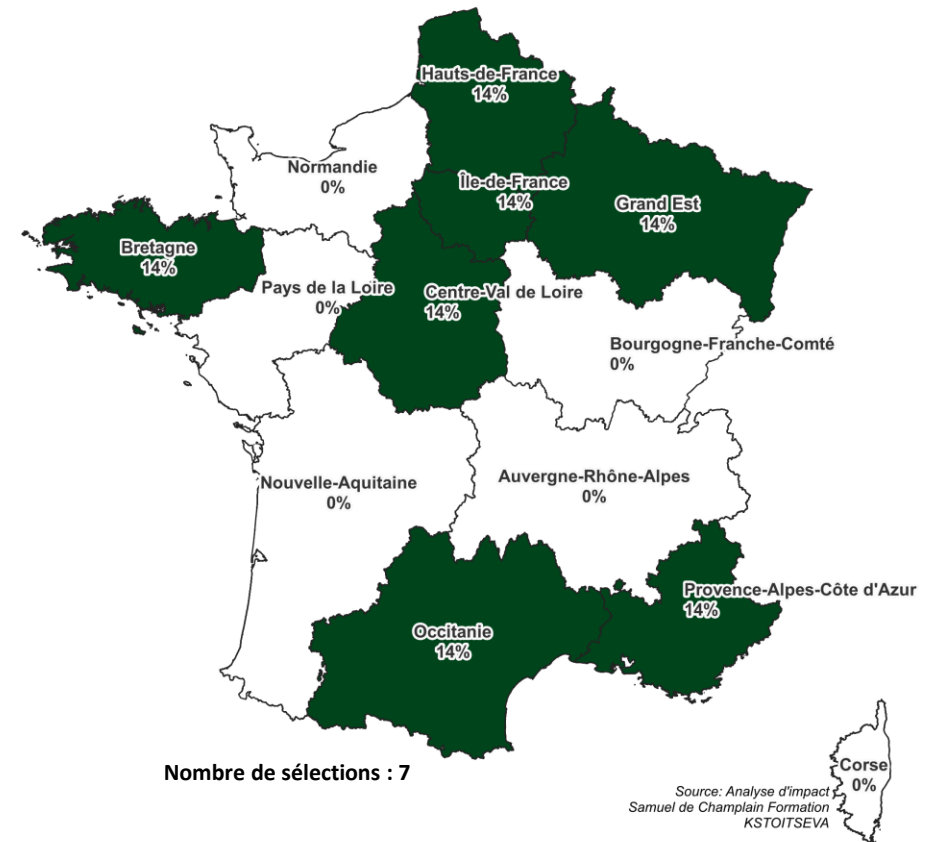 Hauts-de-France
14%
Normandie
0%
Île-de-France
14%
Grand Est
14%
Bretagne
14%
Pays de la Loire
0%
Centre-Val de Loire
14%
Bourgogne-Franche-Comté
0%
Nouvelle-Aquitaine
0%
Auvergne-Rhône-Alpes
0%
Provence-Alpes-Côte d'Azur
14%
Occitanie
14%
Nombre de sélections : 7
Corse
0%
Source: Analyse d'impact
Samuel de Champlain Formation
KSTOITSEVA